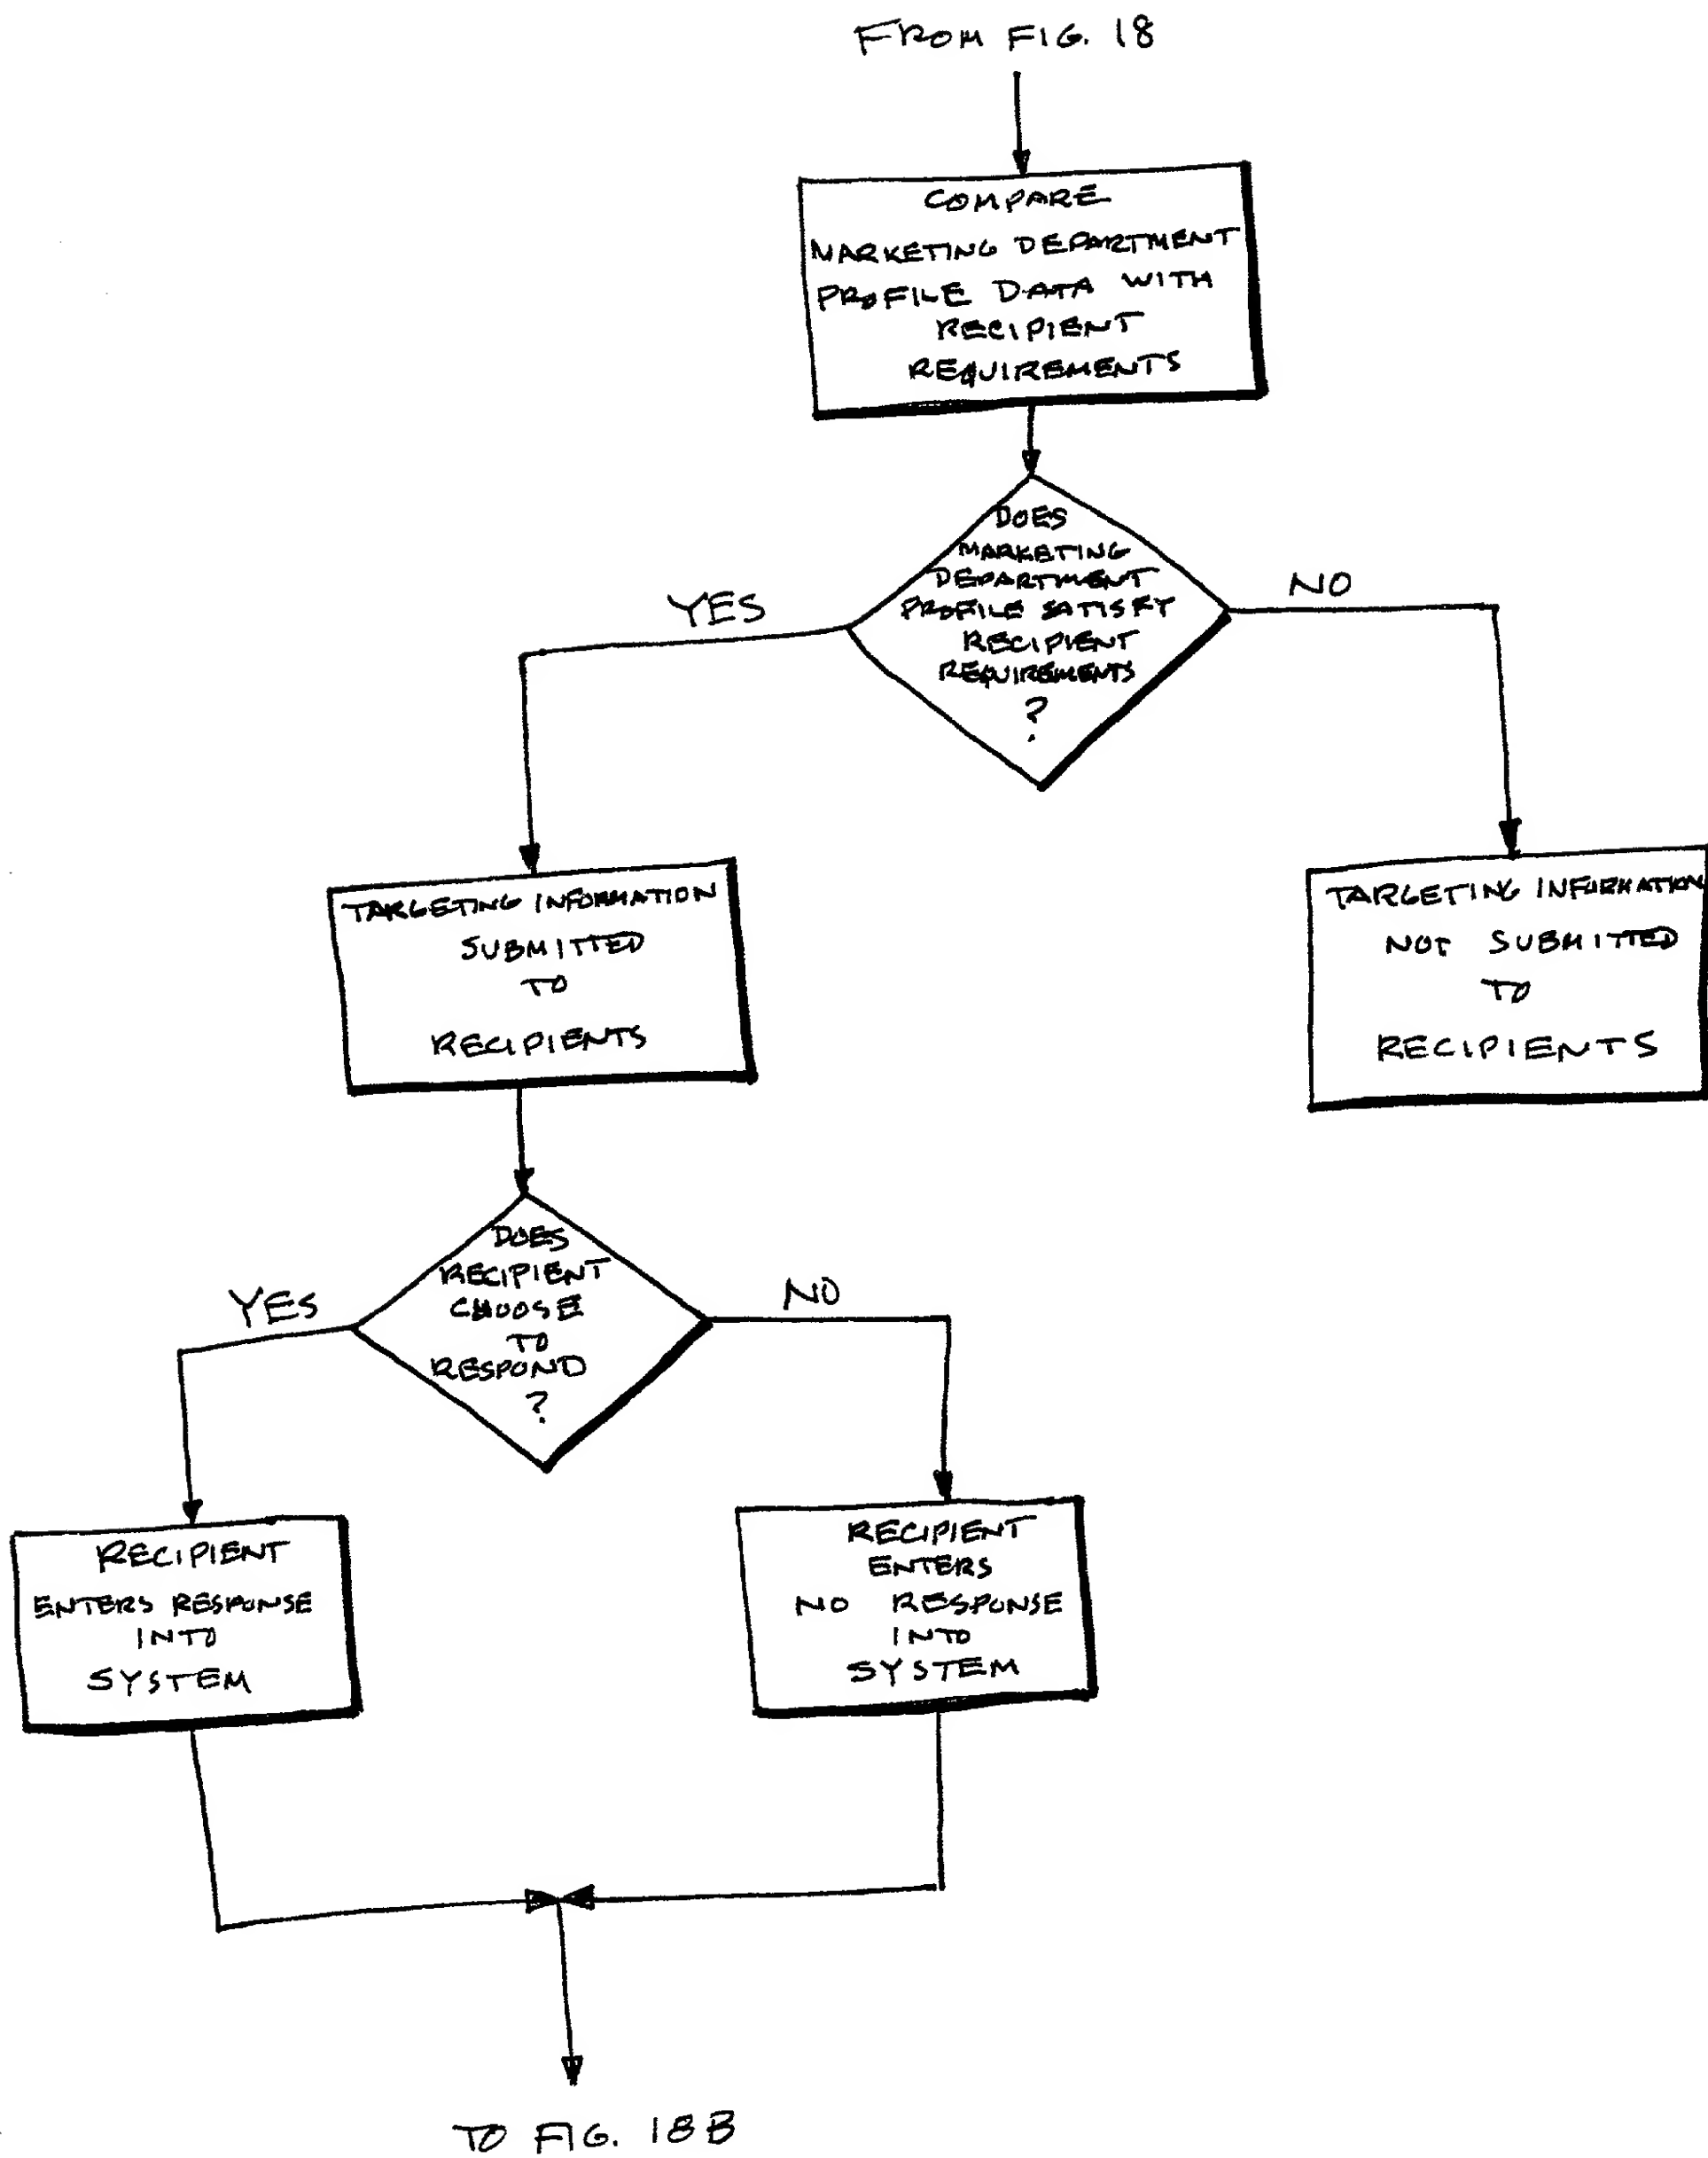 FROM FIG. 18
COMPARE
MARKETING DEPARTMENT
PROFILE DATA WITH
RECIPIENT
REQUIREMENTS
DOES
MARKETING
DEPARTMENT
PROFILE SATISFY
RECIPIENT
REQUIREMENTS
?
YES
NO
TARGETING INFORMATION
SUBMITTED
TO
RECIPIENTS
TARGETING INFORMATION
NOT SUBMITTED
TO
RECIPIENTS
DOES
RECIPIENT
CHOOSE
TO
RESPOND
?
YES
NO
RECIPIENT
ENTERS RESPONSE
INTO
SYSTEM
RECIPIENT
ENTERS
NO RESPONSE
INTO
SYSTEM
TO FIG. 18B